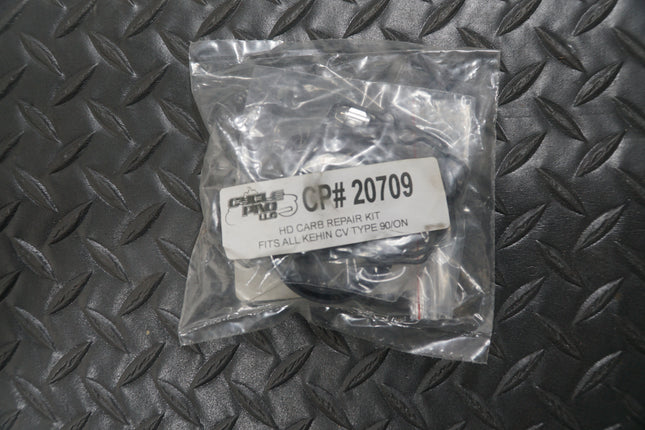 CYCLE
PRO
LLC
CP# 20709
HD CARB REPAIR KIT
FITS ALL KEHIN CV TYPE 90/ON